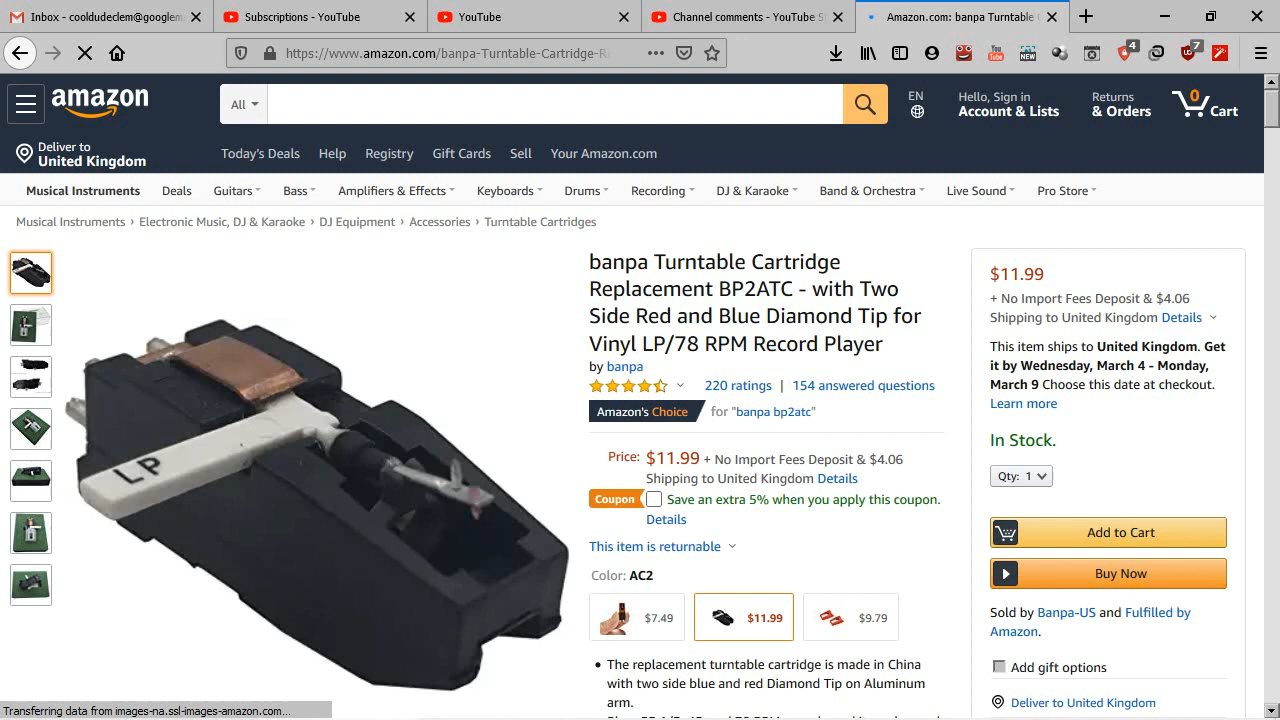 Inbox - cooldudeclem@googlem
Subscriptions - YouTube
YouTube
Channel comments - YouTube S
Amazon.com: banpa Turntable
https://www.amazon.com/banpa-Turntable-Cartridge-R
You Tube
NEW
4
7
amazon
All
EN
Hello, Sign in
Account & Lists
Returns
& Orders
0
Cart
Deliver to
United Kingdom
Today's Deals Help Registry Gift Cards Sell Your Amazon.com
Musical Instruments Deals Guitars Bass Amplifiers & Effects Keyboards Drums Recording DJ & Karaoke Band & Orchestra Live Sound Pro Store
Musical Instruments › Electronic Music, DJ & Karaoke › DJ Equipment › Accessories › Turntable Cartridges
LP
banpa Turntable Cartridge
Replacement BP2ATC - with Two
Side Red and Blue Diamond Tip for
Vinyl LP/78 RPM Record Player
by banpa
220 ratings | 154 answered questions
Amazon's Choice for "banpa bp2atc"
Price: $11.99 + No Import Fees Deposit & $4.06
Shipping to United Kingdom Details
Coupon Save an extra 5% when you apply this coupon.
Details
This item is returnable
Color: AC2
$7.49
$11.99
$9.79
• The replacement turntable cartridge is made in China
with two side blue and red Diamond Tip on Aluminum
arm.
$11.99
+ No Import Fees Deposit & $4.06
Shipping to United Kingdom Details
This item ships to United Kingdom. Get
it by Wednesday, March 4 - Monday,
March 9 Choose this date at checkout.
Learn more
In Stock.
Qty: 1
Add to Cart
Buy Now
Sold by Banpa-US and Fulfilled by
Amazon.
Add gift options
Deliver to United Kingdom
Transferring data from images-na.ssl-images-amazon.com...